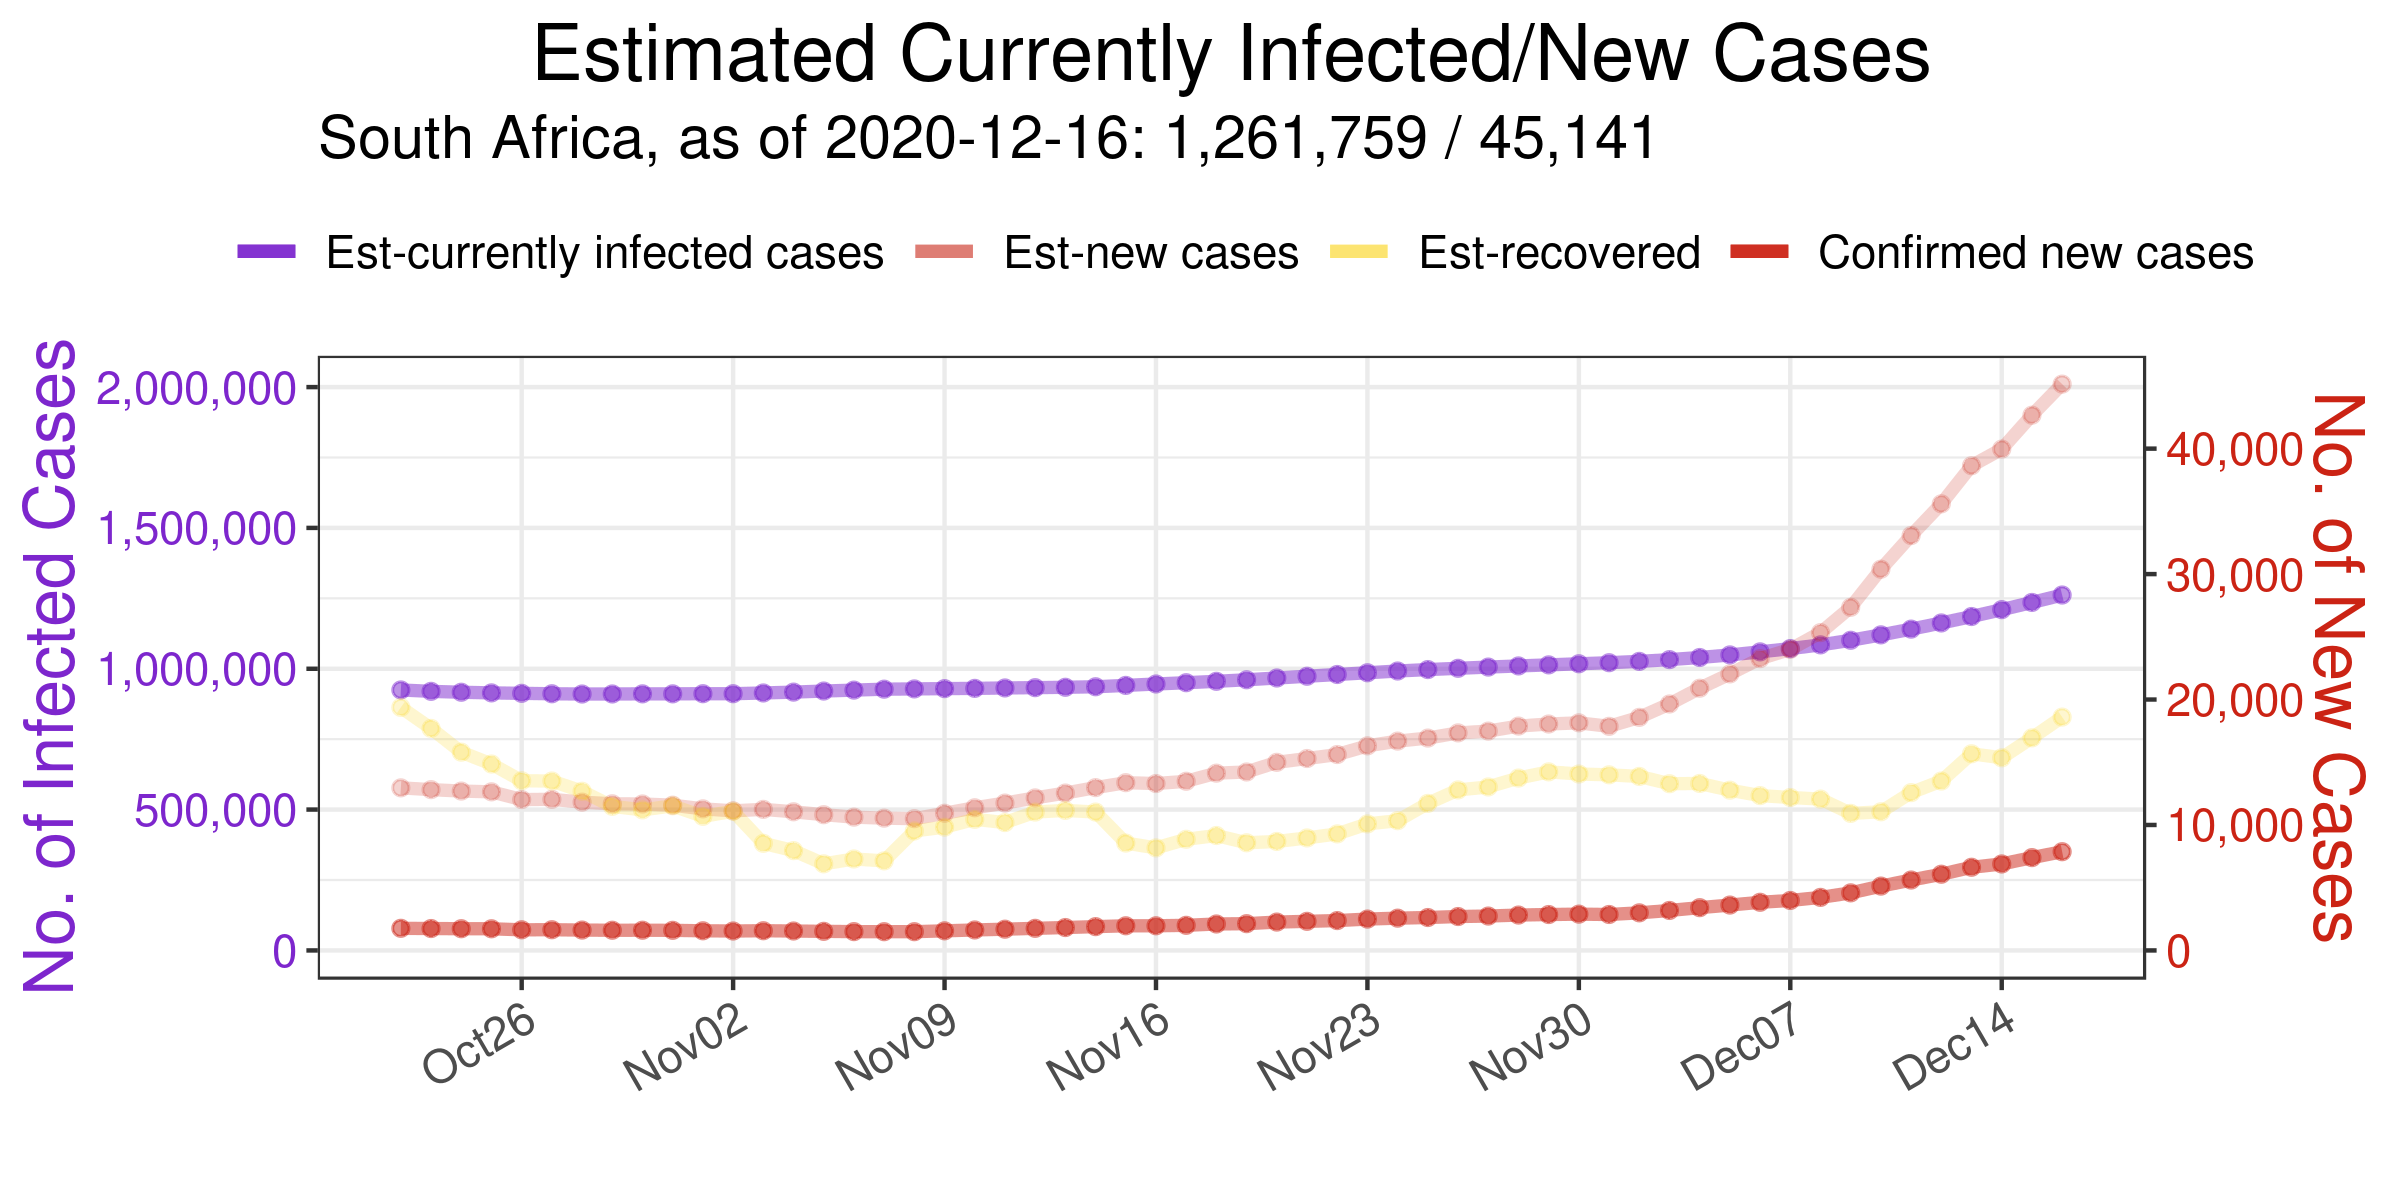 Estimated Currently Infected/New Cases
South Africa, as of 2020-12-16: 1,261,759 / 45,141
Est-currently infected cases Est-new cases Est-recovered Confirmed new cases
No. of Infected Cases
2,000,000
1,500,000
1,000,000
500,000
0
40,000
30,000
20,000
10,000
0
No. of New Cases
Oct26 Nov02 Nov09 Nov16 Nov23 Nov30 Dec07 Dec14